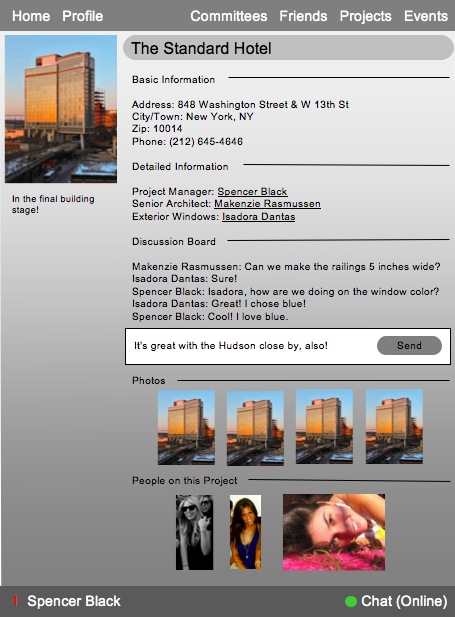 Home Profile Committees Friends Projects Events
The Standard Hotel
Basic Information
Address: 848 Washington Street & W 13th St
City/Town: New York, NY
Zip: 10014
Phone: (212) 645-4646
In the final building
stage!
Detailed Information
Project Manager: Spencer Black
Senior Architect: Makenzie Rasmussen
Exterior Windows: Isadora Dantas
Discussion Board
Makenzie Rasmussen: Can we make the railings 5 inches wide?
Isadora Dantas: Sure!
Spencer Black: Isadora, how are we doing on the window color?
Isadora Dantas: Great! I chose blue!
Spencer Black: Cool! I love blue.
It's great with the Hudson close by, also! Send
Photos
People on this Project
1 Spencer Black Chat (Online)